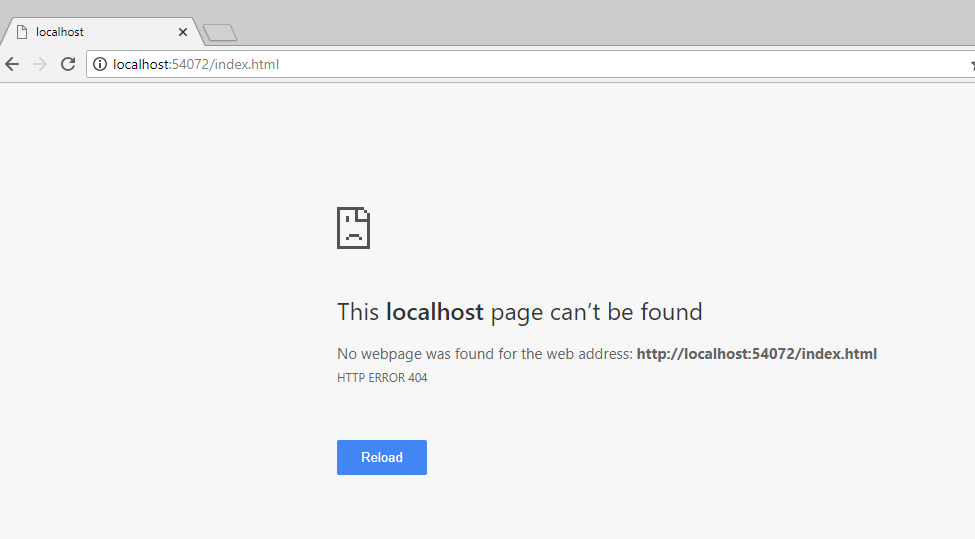 localhost
localhost:54072/index.html
This localhost page can’t be found
No webpage was found for the web address: http://localhost:54072/index.html
HTTP ERROR 404
Reload